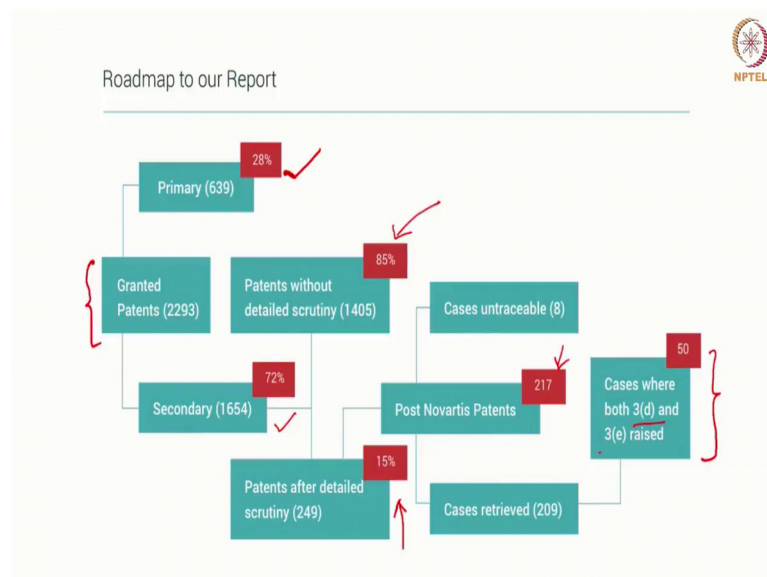 NPTEL
Roadmap to our Report
28%
Primary (639)
85%
Granted
Patents (2293)
Patents without
detailed scrutiny (1405)
Cases untraceable (8)
50
Cases where
both 3(d) and
3(e) raised
72%
Secondary (1654)
217
Post Novartis Patents
15%
Patents after detailed
scrutiny (249)
Cases retrieved (209)